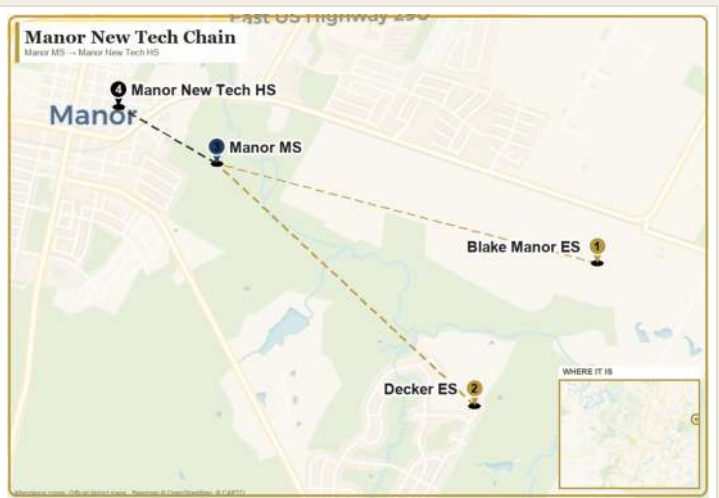 East US Highway 290
Manor New Tech Chain
Manor MS → Manor New Tech HS
4 Manor New Tech HS
Manor
3 Manor MS
Blake Manor ES 1
Decker ES 2
WHERE IT IS